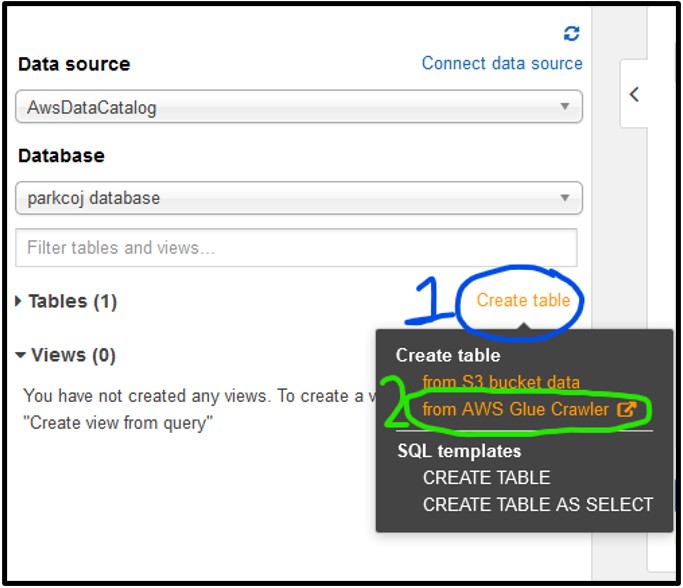 Data source
Connect data source
AwsDataCatalog
Database
parkcoj database
Filter tables and views...
Tables (1)
1
Create table
Views (0)
Create table
from S3 bucket data
You have not created any views. To create a v
2
from AWS Glue Crawler
"Create view from query"
SQL templates
CREATE TABLE
CREATE TABLE AS SELECT